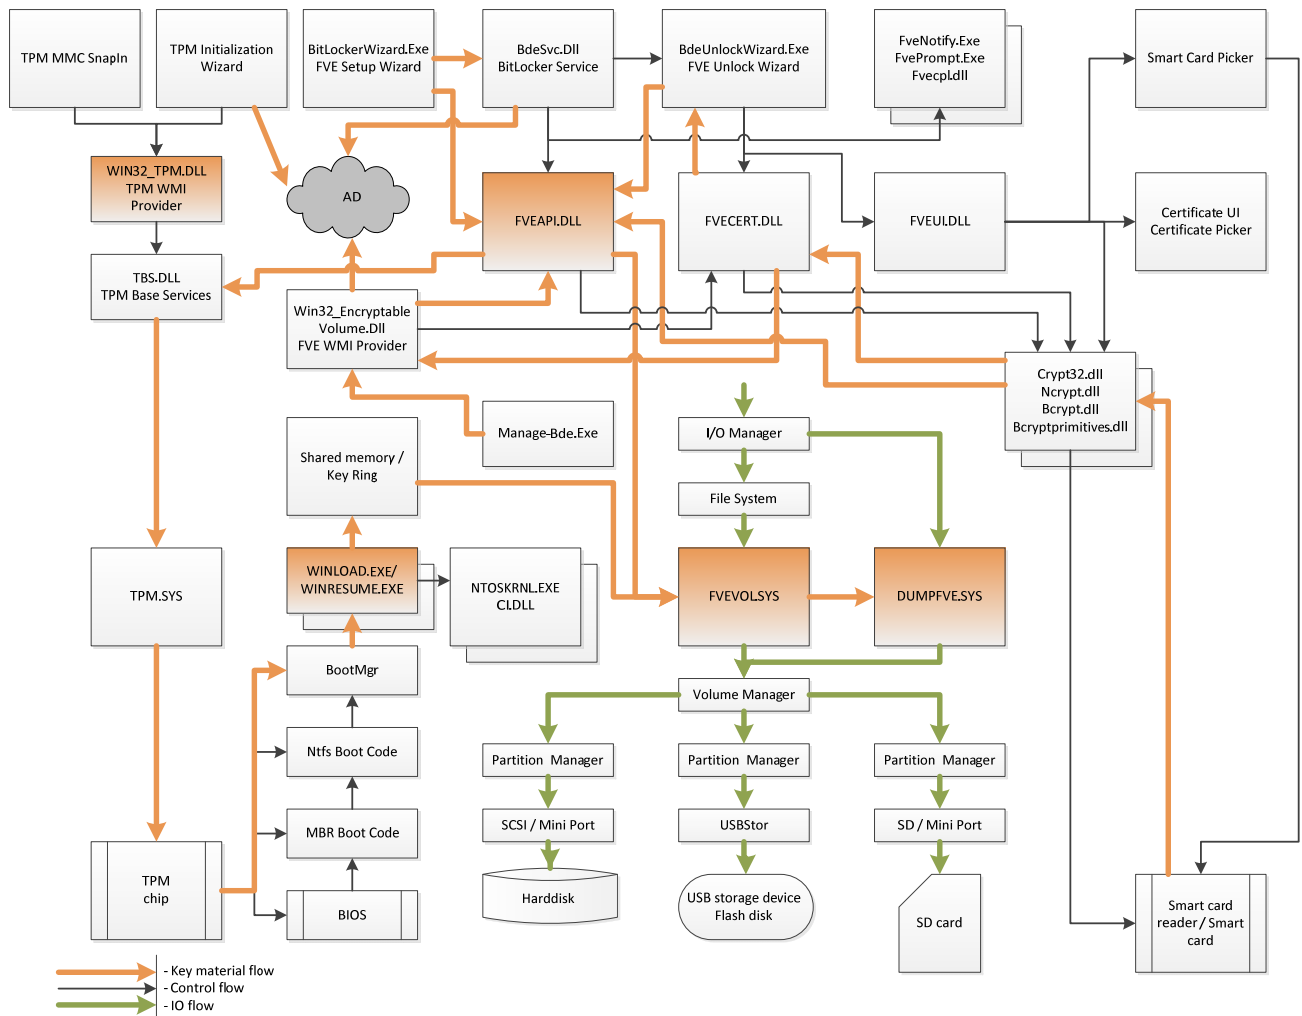 TPM MMC SnapIn
TPM Initialization
Wizard
BitLockerWizard.Exe
FVE Setup Wizard
BdeSvc.Dll
BitLocker Service
BdeUnlockWizard.Exe
FVE Unlock Wizard
FveNotify.Exe
FvePrompt.Exe
Fvecpl.dll
Smart Card Picker
WIN32_TPM.DLL
TPM WMI
Provider
AD
FVEAPI.DLL
FVECERT.DLL
FVEUI.DLL
Certificate UI
Certificate Picker
TBS.DLL
TPM Base Services
Win32_Encryptable
Volume.Dll
FVE WMI Provider
Crypt32.dll
Ncrypt.dll
Bcrypt.dll
Bcryptprimitives.dll
Manage-Bde.Exe
I/O Manager
Shared memory /
Key Ring
File System
TPM.SYS
WINLOAD.EXE/
WINRESUME.EXE
NTOSKRNL.EXE
CI.DLL
FVEVOL.SYS
DUMPFVE.SYS
BootMgr
Volume Manager
Ntfs Boot Code
Partition Manager
Partition Manager
Partition Manager
MBR Boot Code
SCSI / Mini Port
USBStor
SD / Mini Port
TPM
chip
BIOS
Harddisk
USB storage device
Flash disk
SD card
Smart card
reader / Smart
card
- Key material flow
- Control flow
- IO flow